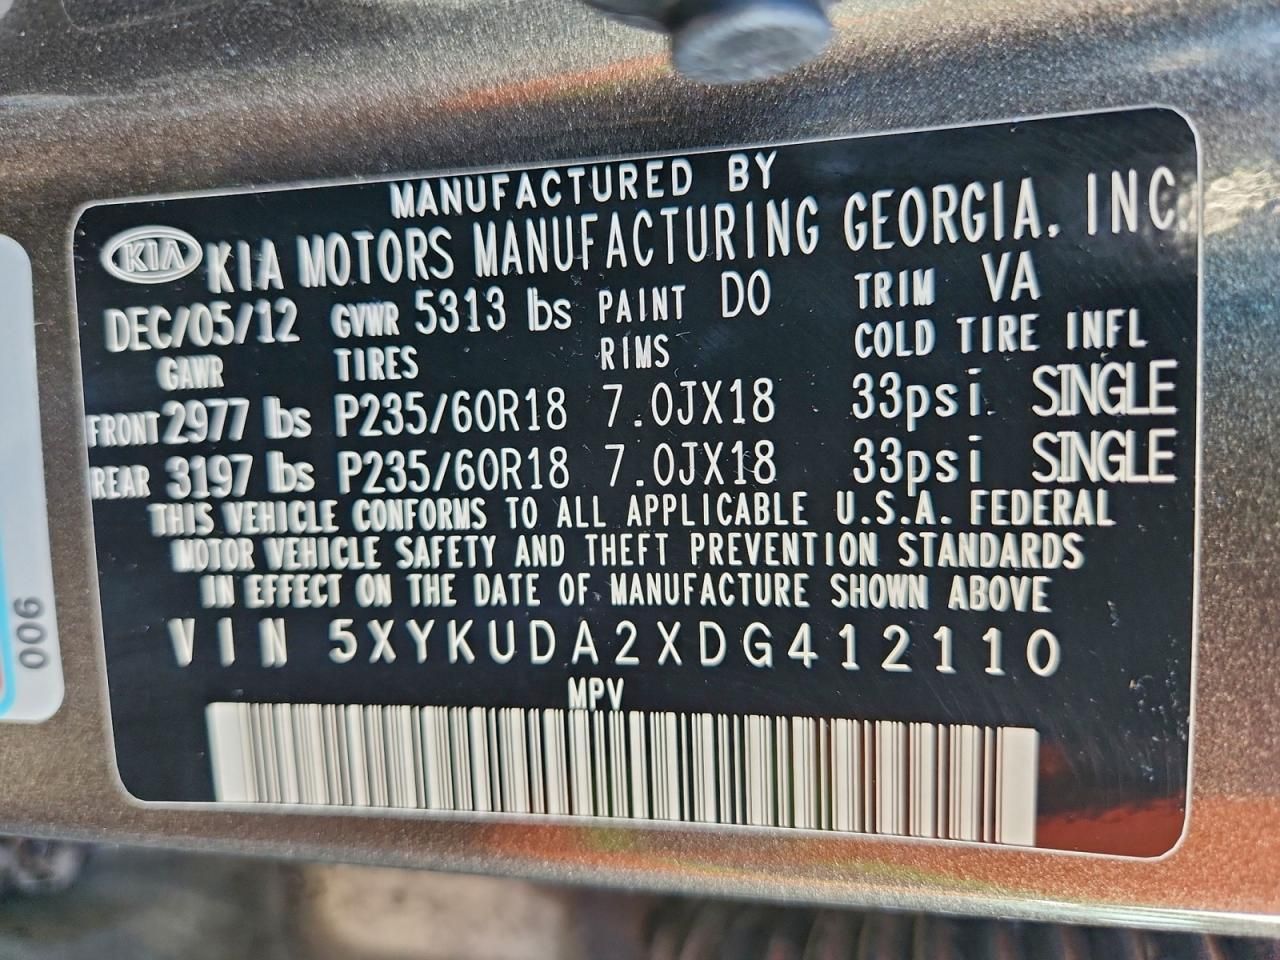 MANUFACTURED BY
KIA KIA MOTORS MANUFACTURING GEORGIA, INC.
DEC/05/12 GVWR 5313 lbs PAINT DO TRIM VA
GAWR TIRES RIMS COLD TIRE INFL
FRONT 2977 lbs P235/60R18 7.0JX18 33psi SINGLE
REAR 3197 lbs P235/60R18 7.0JX18 33psi SINGLE
THIS VEHICLE CONFORMS TO ALL APPLICABLE U.S.A. FEDERAL
MOTOR VEHICLE SAFETY AND THEFT PREVENTION STANDARDS
IN EFFECT ON THE DATE OF MANUFACTURE SHOWN ABOVE
VIN 5XYKUDA2XDG412110
MPV
006